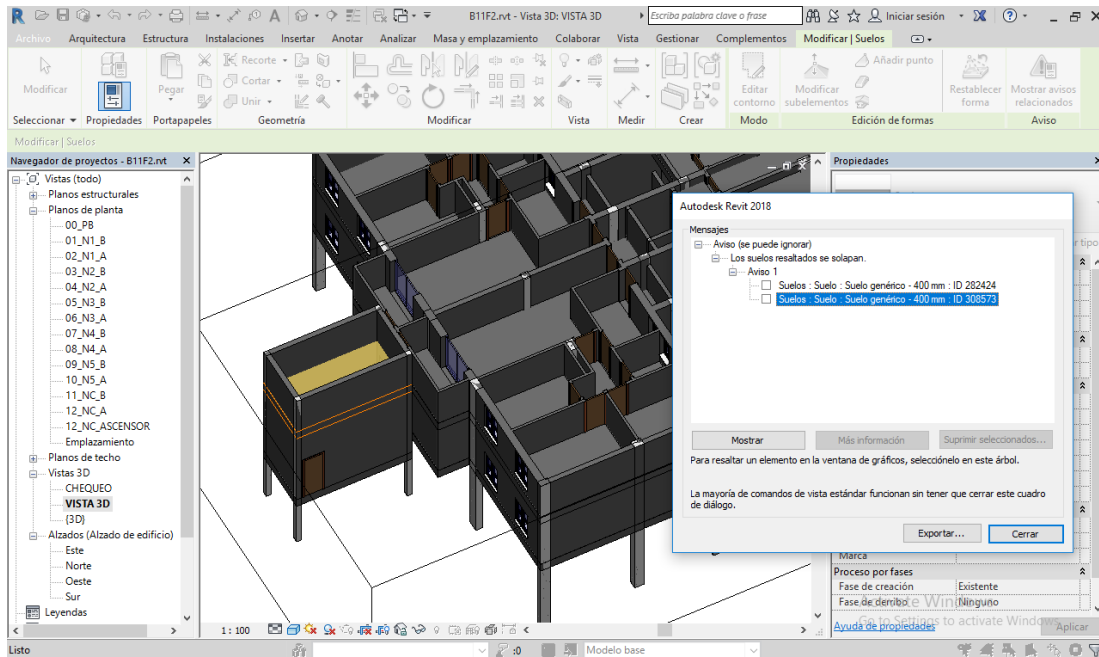 B11F2.rvt - Vista 3D: VISTA 3D
Escriba palabra clave o frase
Iniciar sesión
Archivo Arquitectura Estructura Instalaciones Insertar Anotar Analizar Masa y emplazamiento Colaborar Vista Gestionar Complementos Modificar | Suelos
Modificar
Pegar
Recorte
Cortar
Unir
Editar contorno
Modificar subelementos
Añadir punto
Restablecer forma
Mostrar avisos relacionados
Seleccionar Propiedades Portapapeles Geometría Modificar Vista Medir Crear Modo Edición de formas Aviso
Modificar | Suelos
Navegador de proyectos - B11F2.rvt
Vistas (todo)
Planos estructurales
Planos de planta
00_PB
01_N1_B
02_N1_A
03_N2_B
04_N2_A
05_N3_B
06_N3_A
07_N4_B
08_N4_A
09_N5_B
10_N5_A
11_NC_B
12_NC_A
12_NC_ASCENSOR
Emplazamiento
Planos de techo
Vistas 3D
CHEQUEO
VISTA 3D
{3D}
Alzados (Alzado de edificio)
Este
Norte
Oeste
Sur
Leyendas
1 : 100
Propiedades
r tipo
Autodesk Revit 2018
Mensajes
Aviso (se puede ignorar)
Los suelos resaltados se solapan.
Aviso 1
Suelos : Suelo : Suelo genérico - 400 mm : ID 282424
Suelos : Suelo : Suelo genérico - 400 mm : ID 308573
Mostrar
Más información
Suprimir seleccionados...
Para resaltar un elemento en la ventana de gráficos, selecciónelo en este árbol.
La mayoría de comandos de vista estándar funcionan sin tener que cerrar este cuadro
de diálogo.
Exportar...
Cerrar
Marca
Proceso por fases
Fase de creación Existente
Fase de derribo Ninguno
Activate Windows
Go to Settings to activate Windows.
Ayuda de propiedades
Aplicar
Listo
:0
Modelo base